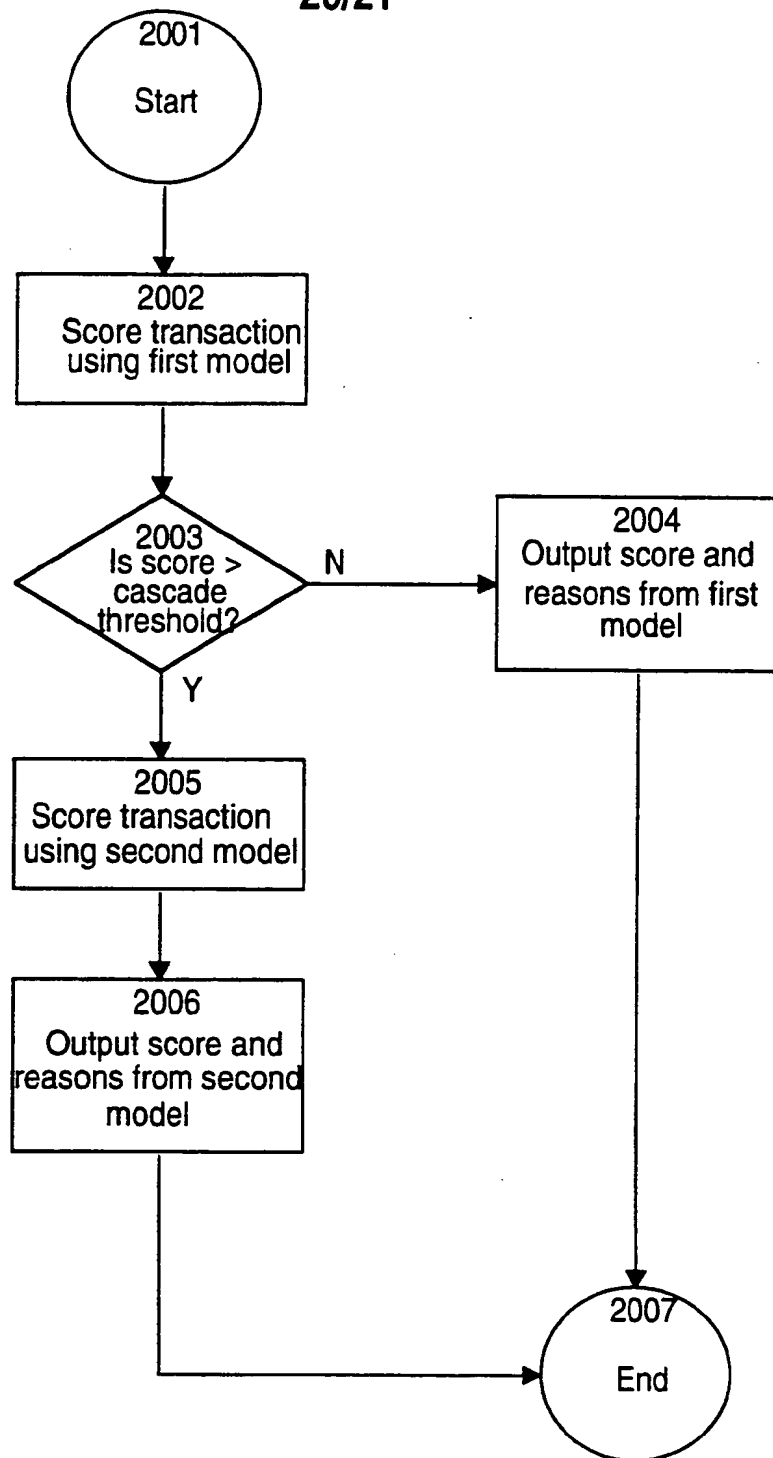 2001
Start
2002
Score transaction
using first model
2003
Is score >
cascade
threshold?
N
2004
Output score and
reasons from first
model
Y
2005
Score transaction
using second model
2006
Output score and
reasons from second
model
2007
End